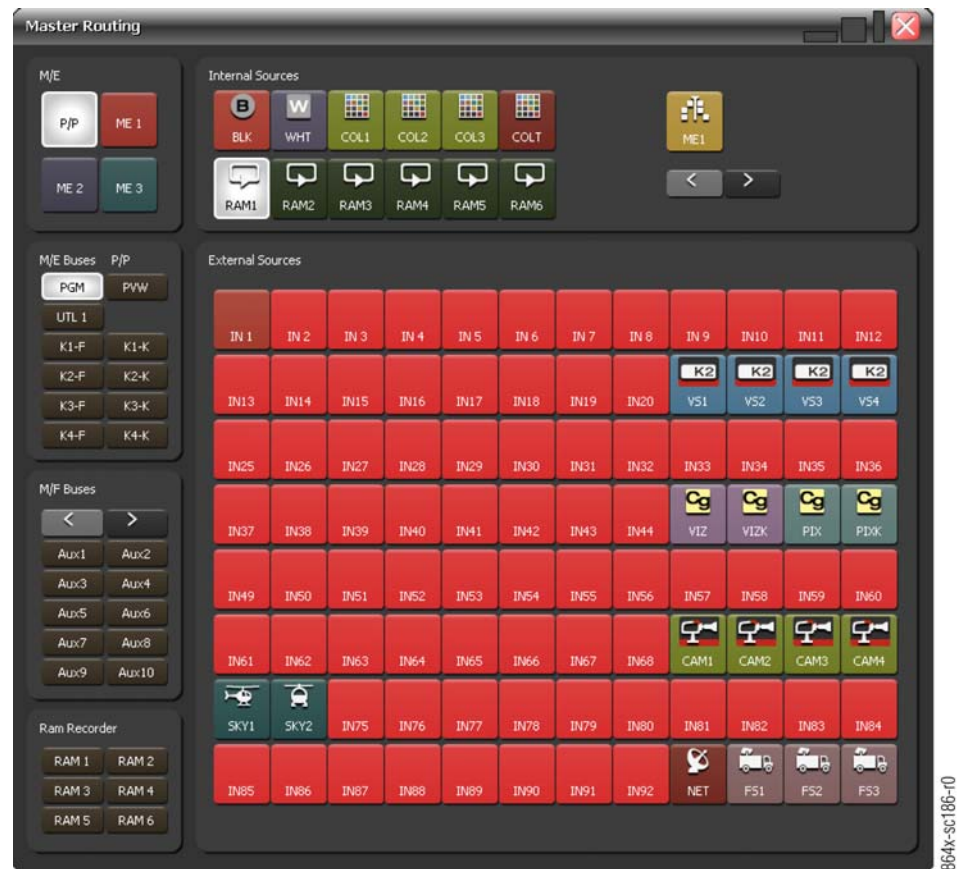 Master Routing
M/E
P/P ME 1
ME 2 ME 3
Internal Sources
B W
BLK WHT COL1 COL2 COL3 COLT ME1
RAM1 RAM2 RAM3 RAM4 RAM5 RAM6
< >
M/E Buses P/P
PGM PVW
UTL 1
K1-F K1-K
K2-F K2-K
K3-F K3-K
K4-F K4-K
M/F Buses
< >
Aux1 Aux2
Aux3 Aux4
Aux5 Aux6
Aux7 Aux8
Aux9 Aux10
Ram Recorder
RAM 1 RAM 2
RAM 3 RAM 4
RAM 5 RAM 6
External Sources
IN 1 IN 2 IN 3 IN 4 IN 5 IN 6 IN 7 IN 8 IN 9 IN10 IN11 IN12
K2 K2 K2 K2
IN13 IN14 IN15 IN16 IN17 IN18 IN19 IN20 VS1 VS2 VS3 VS4
IN25 IN26 IN27 IN28 IN29 IN30 IN31 IN32 IN33 IN34 IN35 IN36
Cg Cg Cg Cg
IN37 IN38 IN39 IN40 IN41 IN42 IN43 IN44 VIZ VIZK PIX PIXK
IN49 IN50 IN51 IN52 IN53 IN54 IN55 IN56 IN57 IN58 IN59 IN60
IN61 IN62 IN63 IN64 IN65 IN66 IN67 IN68 CAM1 CAM2 CAM3 CAM4
SKY1 SKY2 IN75 IN76 IN77 IN78 IN79 IN80 IN81 IN82 IN83 IN84
IN85 IN86 IN87 IN88 IN89 IN90 IN91 IN92 NET FS1 FS2 FS3
864x-sc186-r0